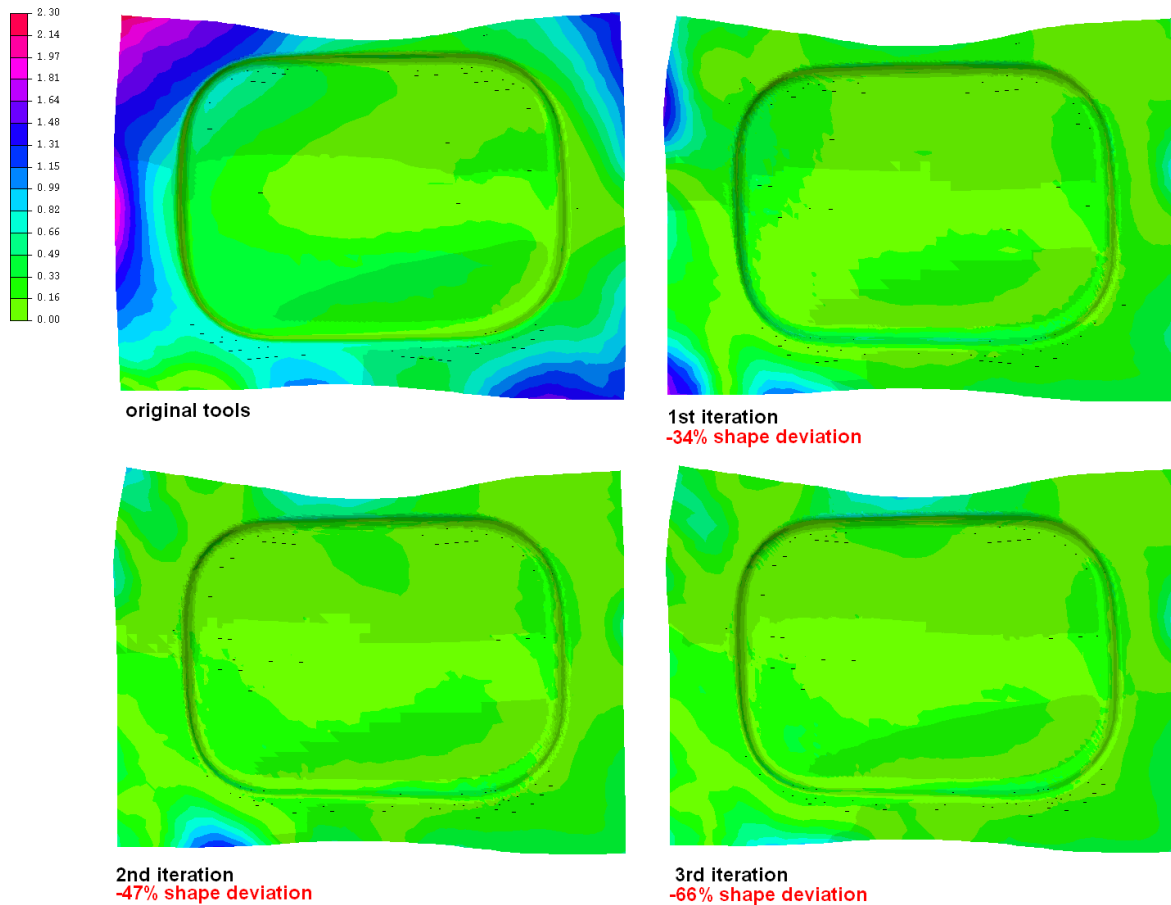 2.30
2.14
1.97
1.81
1.64
1.48
1.31
1.15
0.99
0.82
0.66
0.49
0.33
0.16
0.00
original tools
1st iteration
-34% shape deviation
2nd iteration
-47% shape deviation
3rd iteration
-66% shape deviation